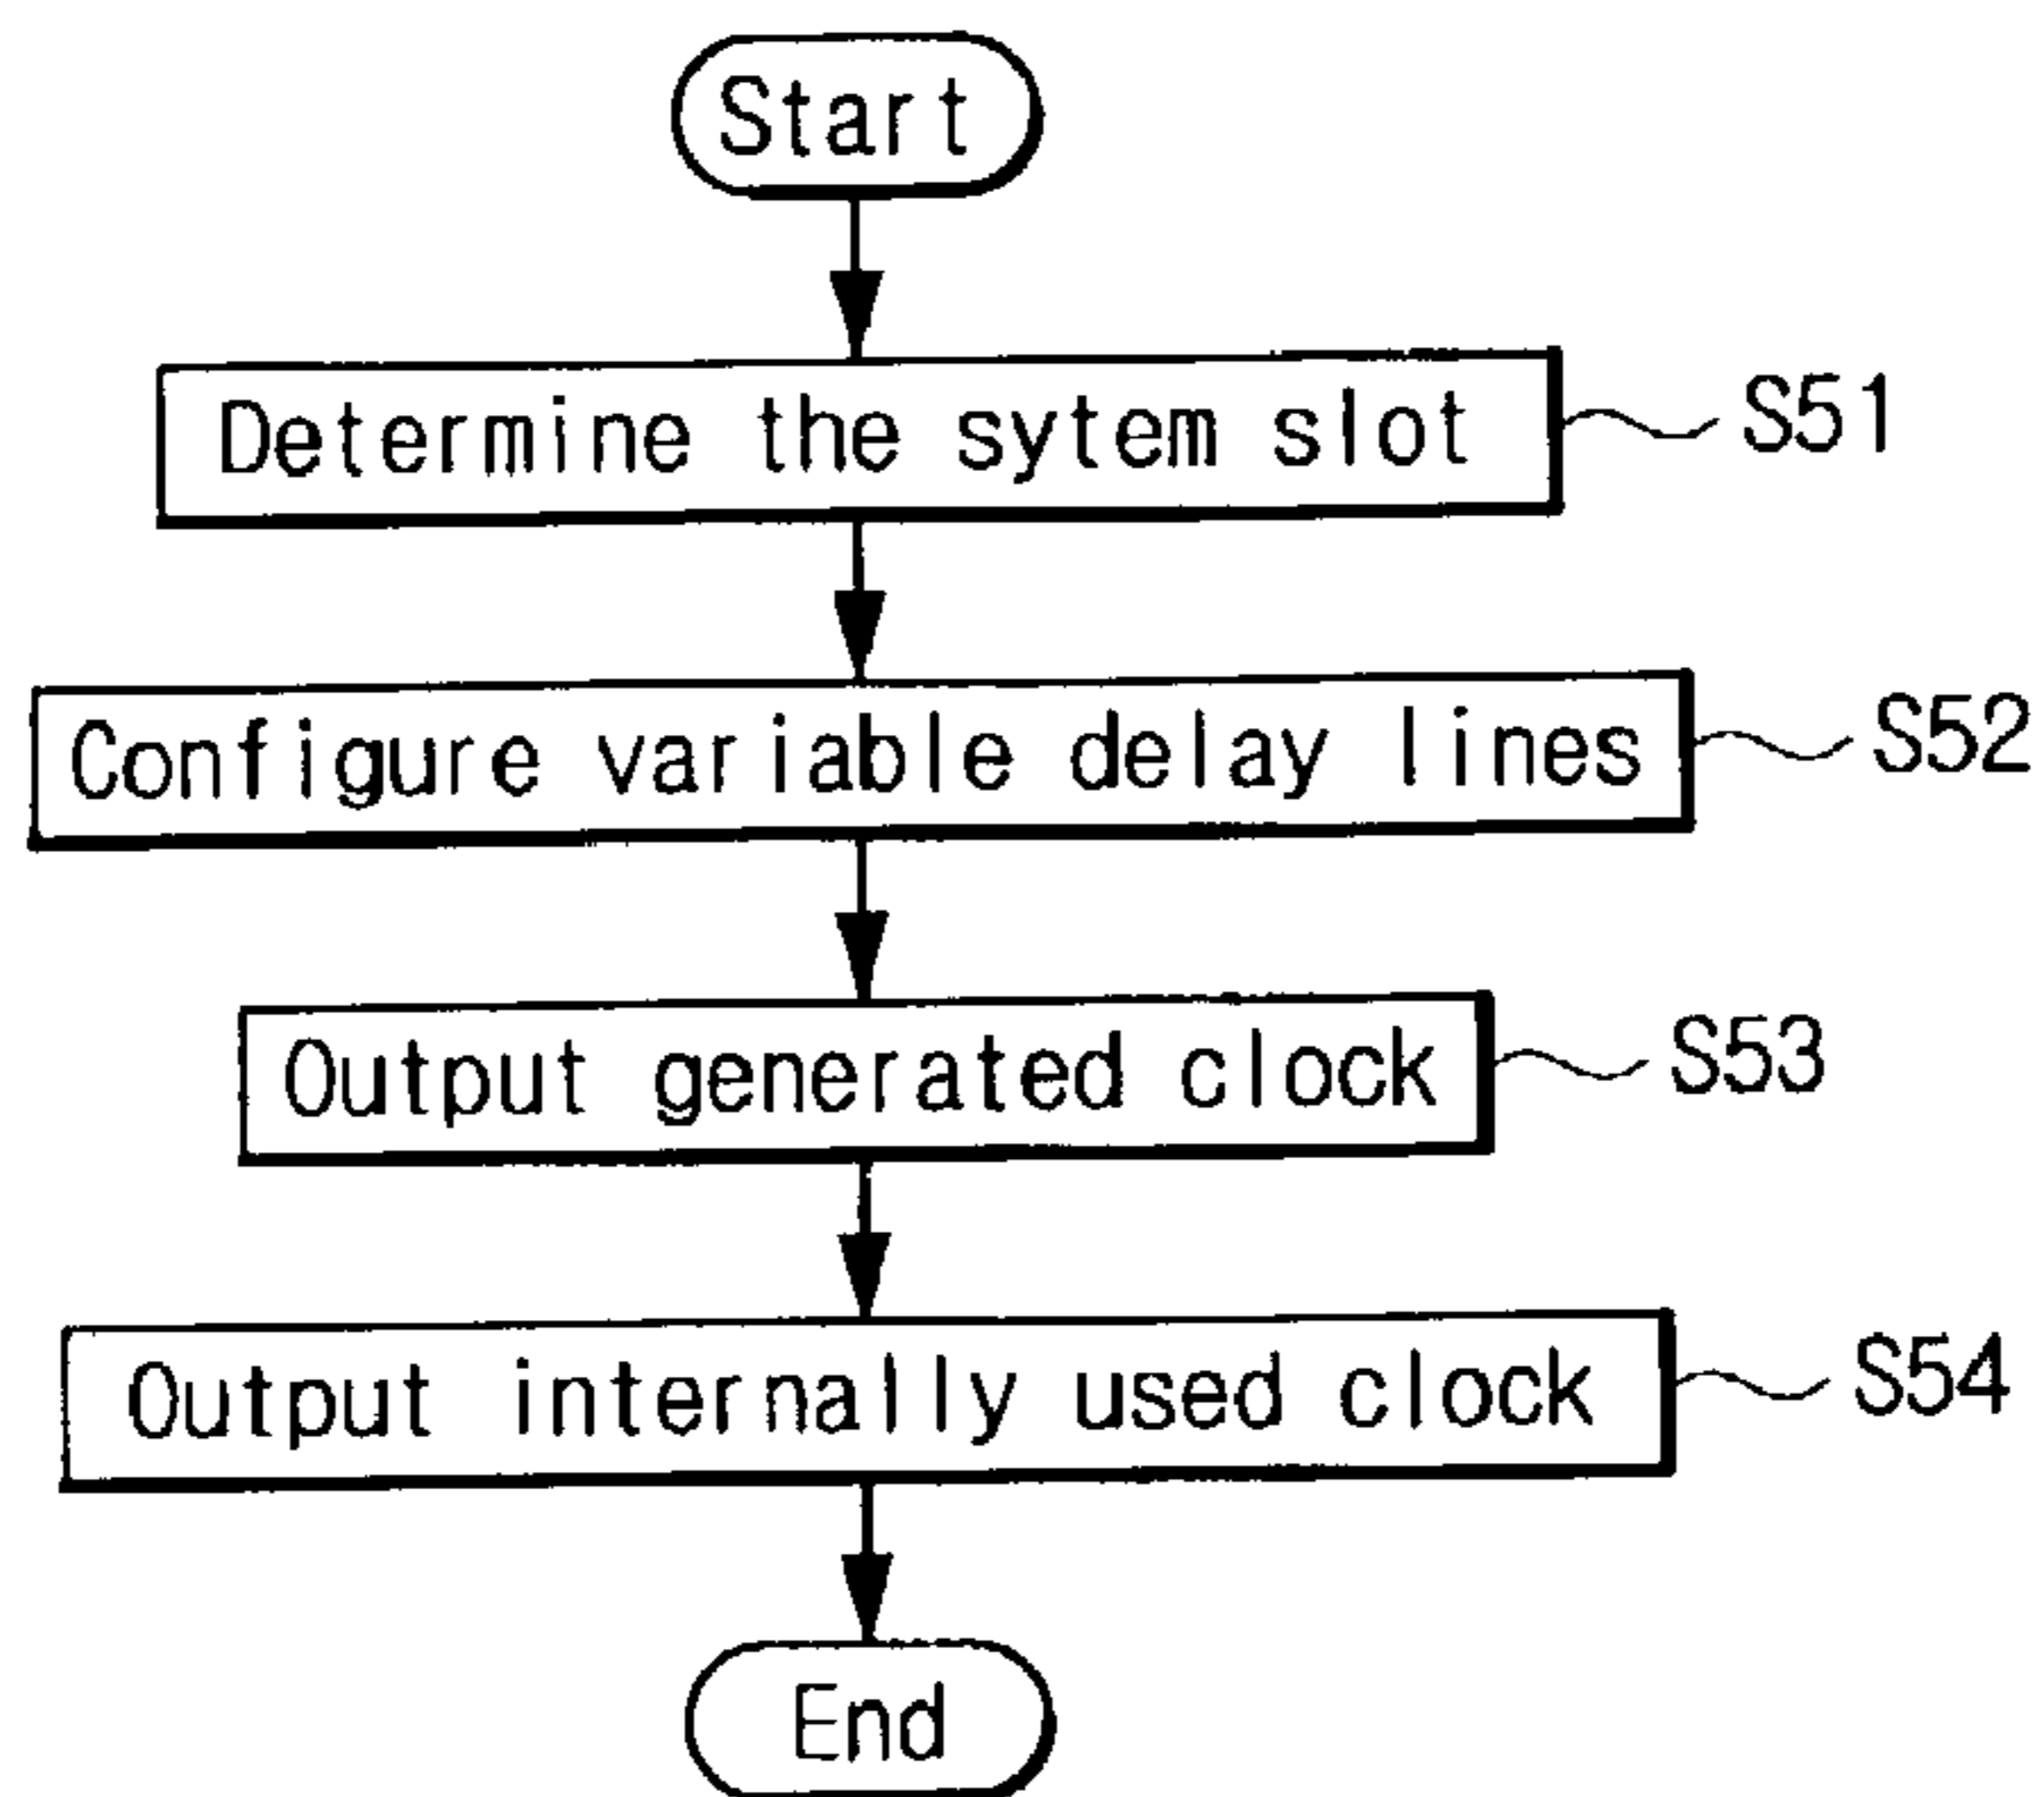 Start
Determine the sytem slot
S51
Configure variable delay lines
S52
Output generated clock
S53
Output internally used clock
S54
End